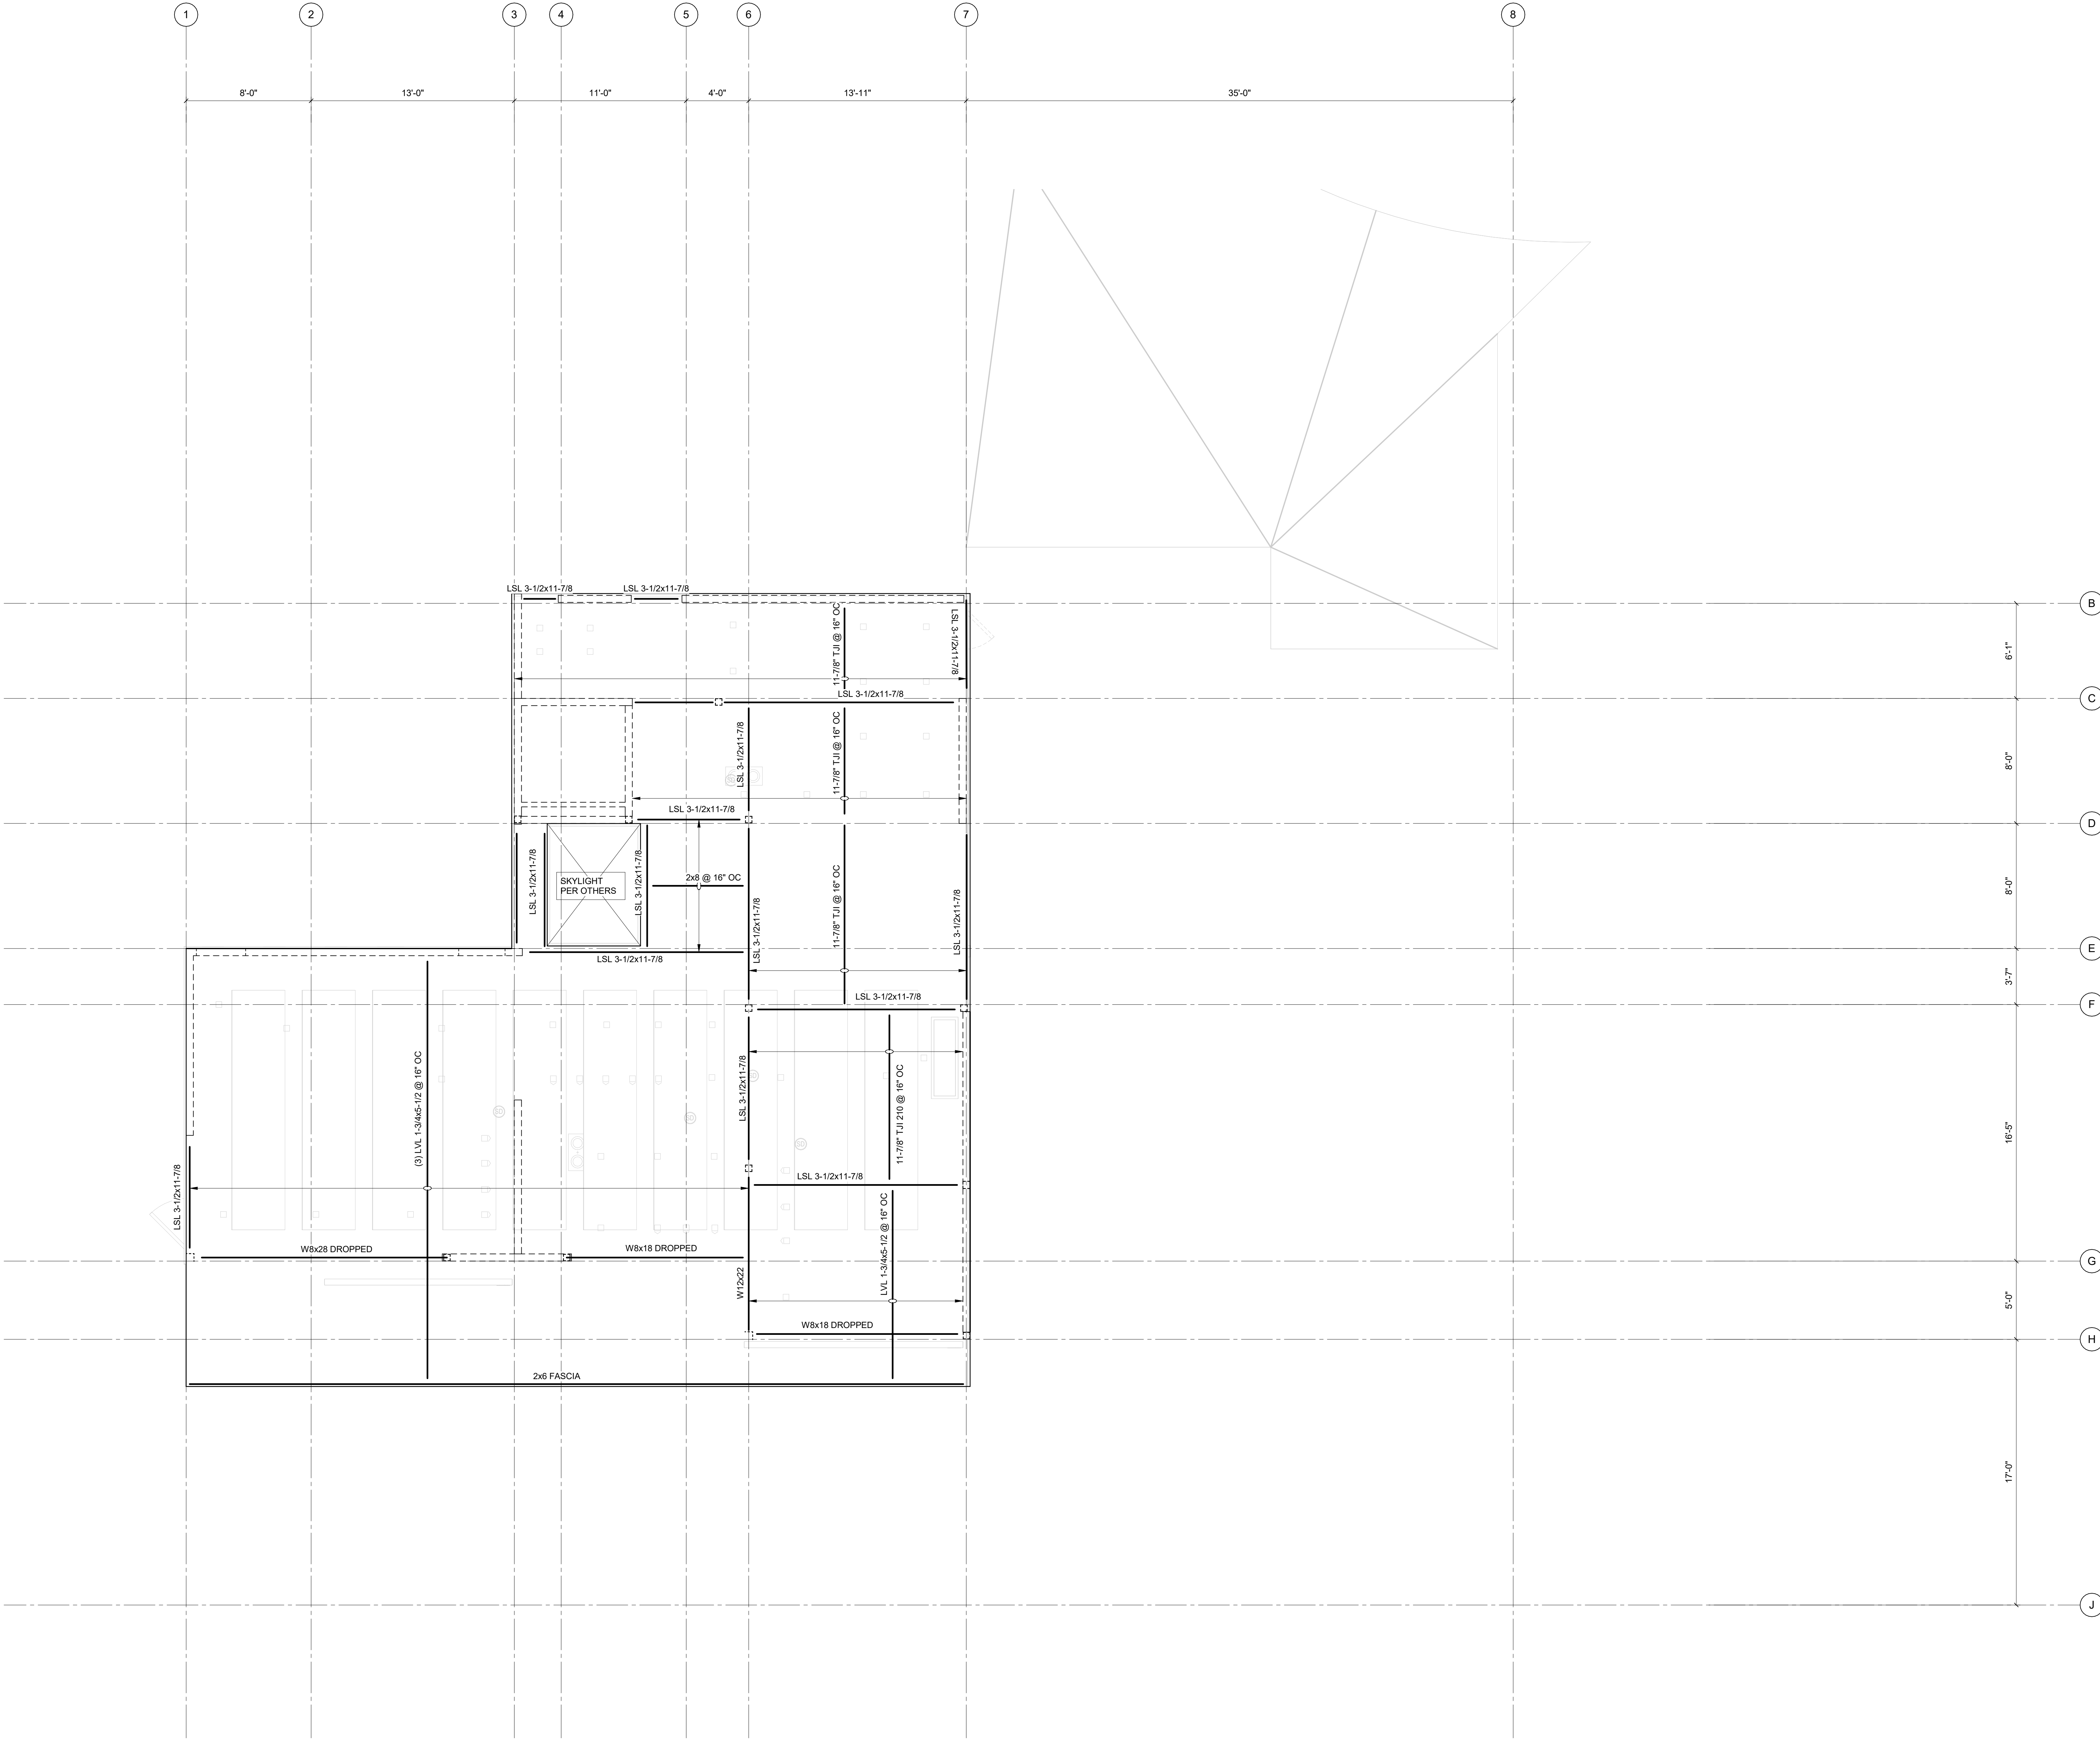 1
2
3
4
5
6
7
8
8'-0"
13'-0"
11'-0"
4'-0"
13'-11"
35'-0"
LSL 3-1/2x11-7/8
LSL 3-1/2x11-7/8
B
11-7/8" TJI @ 16" OC
LSL 3-1/2x11-7/8
6'-1"
LSL 3-1/2x11-7/8
C
LSL 3-1/2x11-7/8
11-7/8" TJI @ 16" OC
8'-0"
LSL 3-1/2x11-7/8
D
LSL 3-1/2x11-7/8
SKYLIGHT
PER OTHERS
LSL 3-1/2x11-7/8
2x8 @ 16" OC
LSL 3-1/2x11-7/8
11-7/8" TJI @ 16" OC
LSL 3-1/2x11-7/8
8'-0"
E
LSL 3-1/2x11-7/8
3'-7"
LSL 3-1/2x11-7/8
F
(3) LVL 1-3/4x5-1/2 @ 16" OC
LSL 3-1/2x11-7/8
11-7/8" TJI 210 @ 16" OC
16'-5"
LSL 3-1/2x11-7/8
LSL 3-1/2x11-7/8
LVL 1-3/4x5-1/2 @ 16" OC
W8x28 DROPPED
W8x18 DROPPED
G
W12x22
5'-0"
W8x18 DROPPED
H
2x6 FASCIA
17'-0"
J